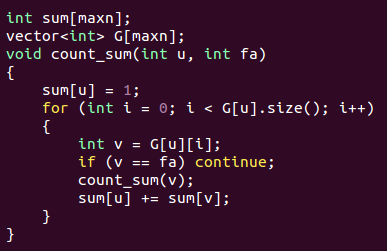 int sum[maxn];
vector<int> G[maxn];
void count_sum(int u, int fa)
{
    sum[u] = 1;
    for (int i = 0; i < G[u].size(); i++)
    {
        int v = G[u][i];
        if (v == fa) continue;
        count_sum(v);
        sum[u] += sum[v];
    }
}